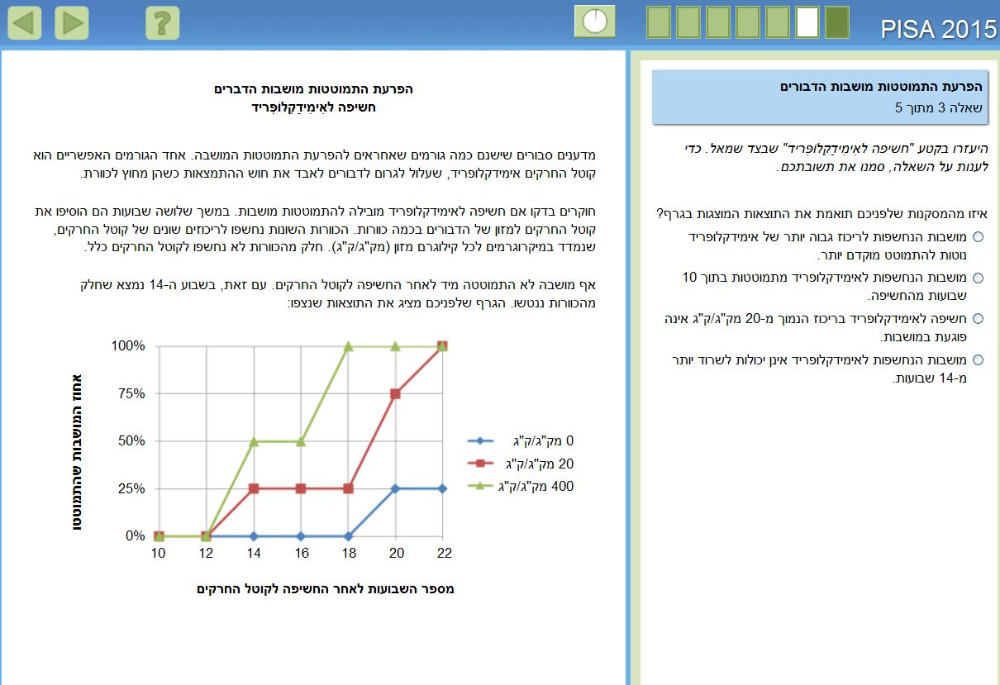 PISA 2015
?
הפרעת התמוטטות מושבות הדברים
חשיפה לאִימִידַקְלוֹפְּרִיד
מדענים סבורים שישנם כמה גורמים שאחראים להפרעת התמוטטות המושבה. אחד הגורמים האפשריים הוא
קוטל החרקים אימידקלופריד, שעלול לגרום לדבורים לאבד את חוש ההתמצאות כשהן מחוץ לכוורת.
חוקרים בדקו אם חשיפה לאימידקלופריד מובילה להתמוטטות מושבות. במשך שלושה שבועות הם הוסיפו את
קוטל החרקים למזון של הדבורים בכמה כוורות. הכוורות השונות נחשפו לריכוזים שונים של קוטל החרקים,
שנמדד במיקרוגרמים לכל קילוגרם מזון (מק"ג/ק"ג). חלק מהכוורות לא נחשפו לקוטל החרקים כלל.
אף מושבה לא התמוטטה מיד לאחר החשיפה לקוטל החרקים. עם זאת, בשבוע ה-14 נמצא שחלק
מהכוורות ננטשו. הגרף שלפניכם מציג את התוצאות שנצפו:
אחוז המושבות שהתמוטטו
100%
75%
50%
25%
0%
10 12 14 16 18 20 22
מספר השבועות לאחר החשיפה לקוטל החרקים
0 מק"ג/ק"ג
20 מק"ג/ק"ג
400 מק"ג/ק"ג
הפרעת התמוטטות מושבות הדבורים
שאלה 3 מתוך 5
היעזרו בקטע "חשיפה לאִימִידַקְלוֹפְּרִיד" שבצד שמאל. כדי
לענות על השאלה, סמנו את תשובתכם.
איזו מהמסקנות שלפניכם תואמת את התוצאות המוצגות בגרף?
מושבות הנחשפות לריכוז גבוה יותר של אימידקלופריד
נוטות להתמוטט מוקדם יותר.
מושבות הנחשפות לאימידקלופריד מתמוטטות בתוך 10
שבועות מהחשיפה.
חשיפה לאימידקלופריד בריכוז הנמוך מ-20 מק"ג/ק"ג אינה
פוגעת במושבות.
מושבות הנחשפות לאימידקלופריד אינן יכולות לשרוד יותר
מ-14 שבועות.